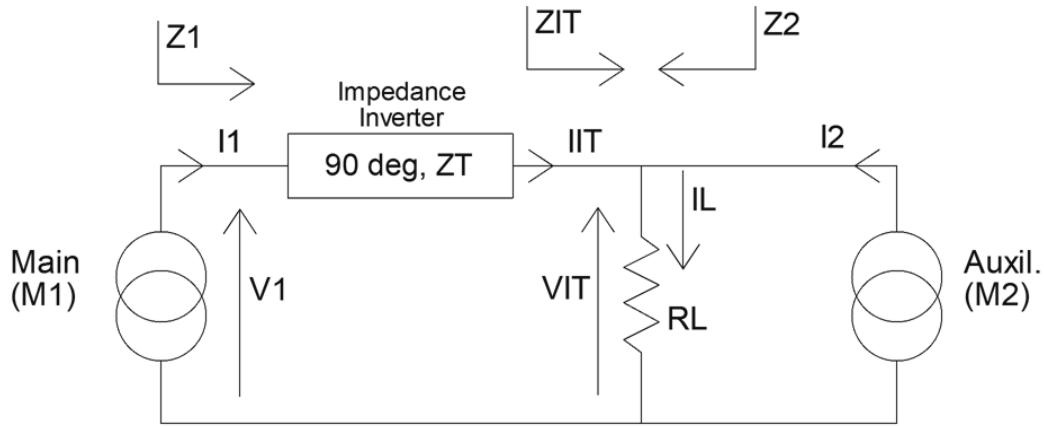 Z1
ZIT
Z2
Impedance
Inverter
I1
90 deg, ZT
IIT
I2
IL
Main
(M1)
V1
VIT
RL
Auxil.
(M2)